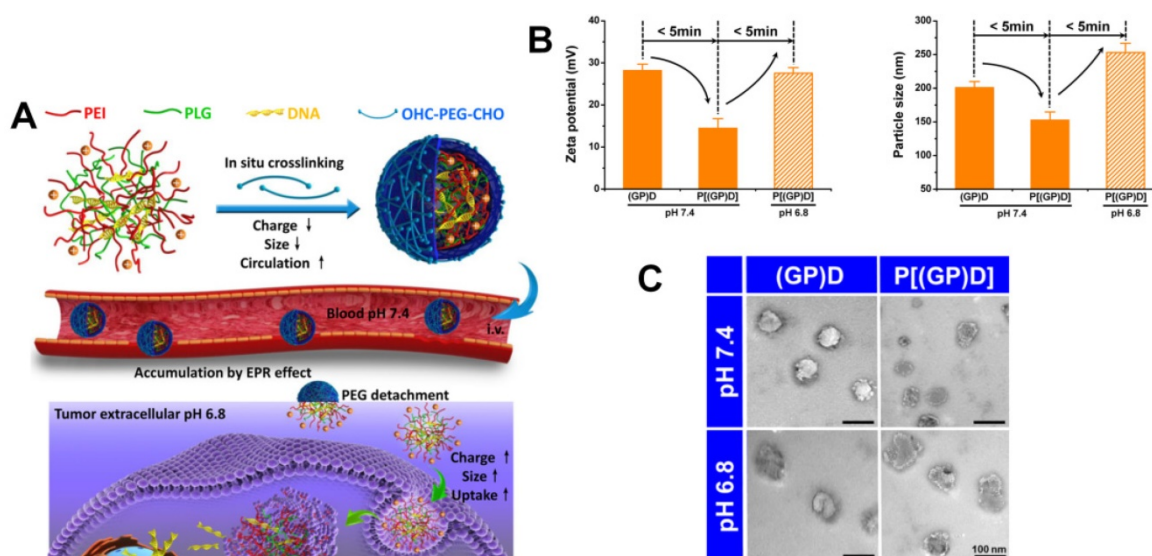 A
PEI PLG DNA OHC-PEG-CHO
In situ crosslinking
Charge ↓
Size ↓
Circulation ↑
Blood pH 7.4
i.v.
Accumulation by EPR effect
PEG detachment
Tumor extracellular pH 6.8
Charge ↑
Size ↑
Uptake ↑
B
Zeta potential (mV)
40
30
20
10
0
< 5min < 5min
(GP)D P[(GP)D] P[(GP)D]
pH 7.4 pH 6.8
Particle size (nm)
300
250
200
150
100
50
< 5min < 5min
(GP)D P[(GP)D] P[(GP)D]
pH 7.4 pH 6.8
C
(GP)D P[(GP)D]
pH 7.4
pH 6.8
100 nm